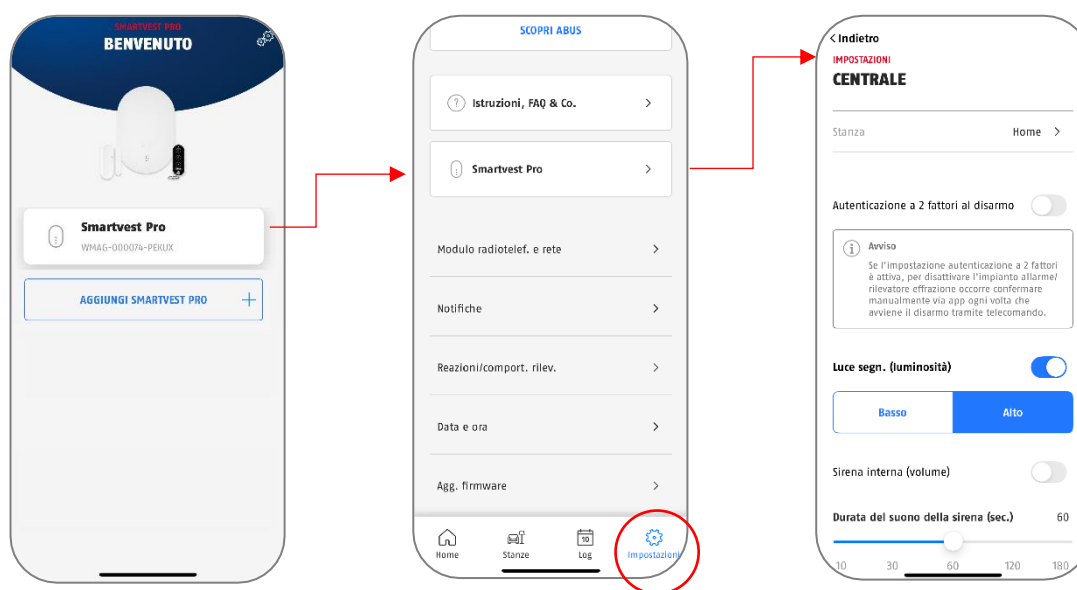 SMARTVEST PRO
BENVENUTO
Smartvest Pro
WMAG-000074-PEKUX
AGGIUNGI SMARTVEST PRO
SCOPRI ABUS
Istruzioni, FAQ & Co.
Smartvest Pro
Modulo radiotelef. e rete
Notifiche
Reazioni/comport. rilev.
Data e ora
Agg. firmware
10
Home Stanze Log Impostazioni
< Indietro
IMPOSTAZIONI
CENTRALE
Stanza Home >
Autenticazione a 2 fattori al disarmo
Avviso
Se l'impostazione autenticazione a 2 fattori
è attiva, per disattivare l'impianto allarme/
rilevatore effrazione occorre confermare
manualmente via app ogni volta che
avviene il disarmo tramite telecomando.
Luce segn. (luminosità)
Basso Alto
Sirena interna (volume)
Durata del suono della sirena (sec.) 60
10 30 60 120 180